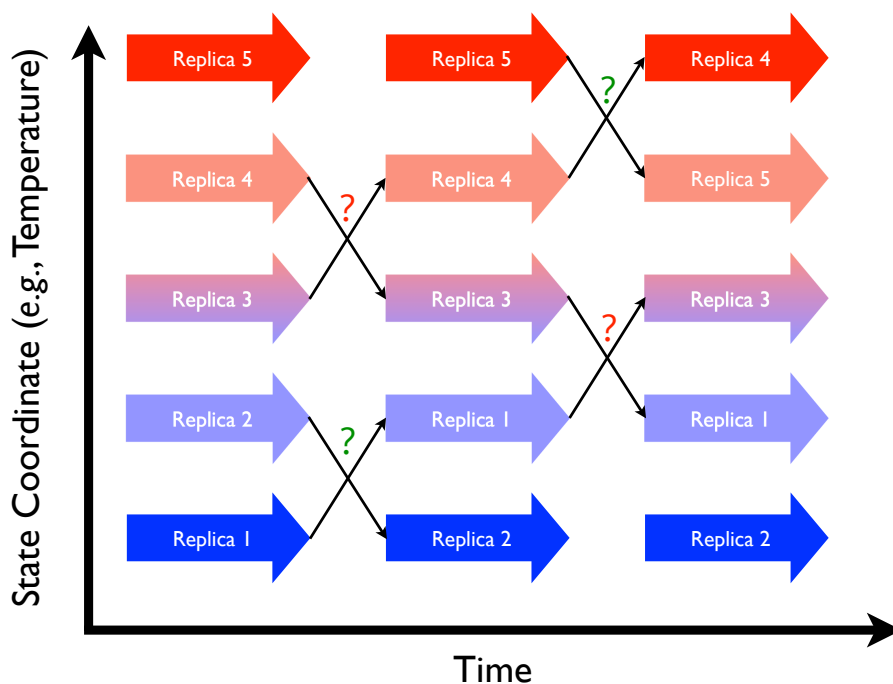 State Coordinate (e.g., Temperature)
Replica 5
Replica 5
Replica 4
?
Replica 4
Replica 4
Replica 5
?
Replica 3
Replica 3
Replica 3
?
Replica 2
Replica 1
Replica 1
?
Replica 1
Replica 2
Replica 2
Time